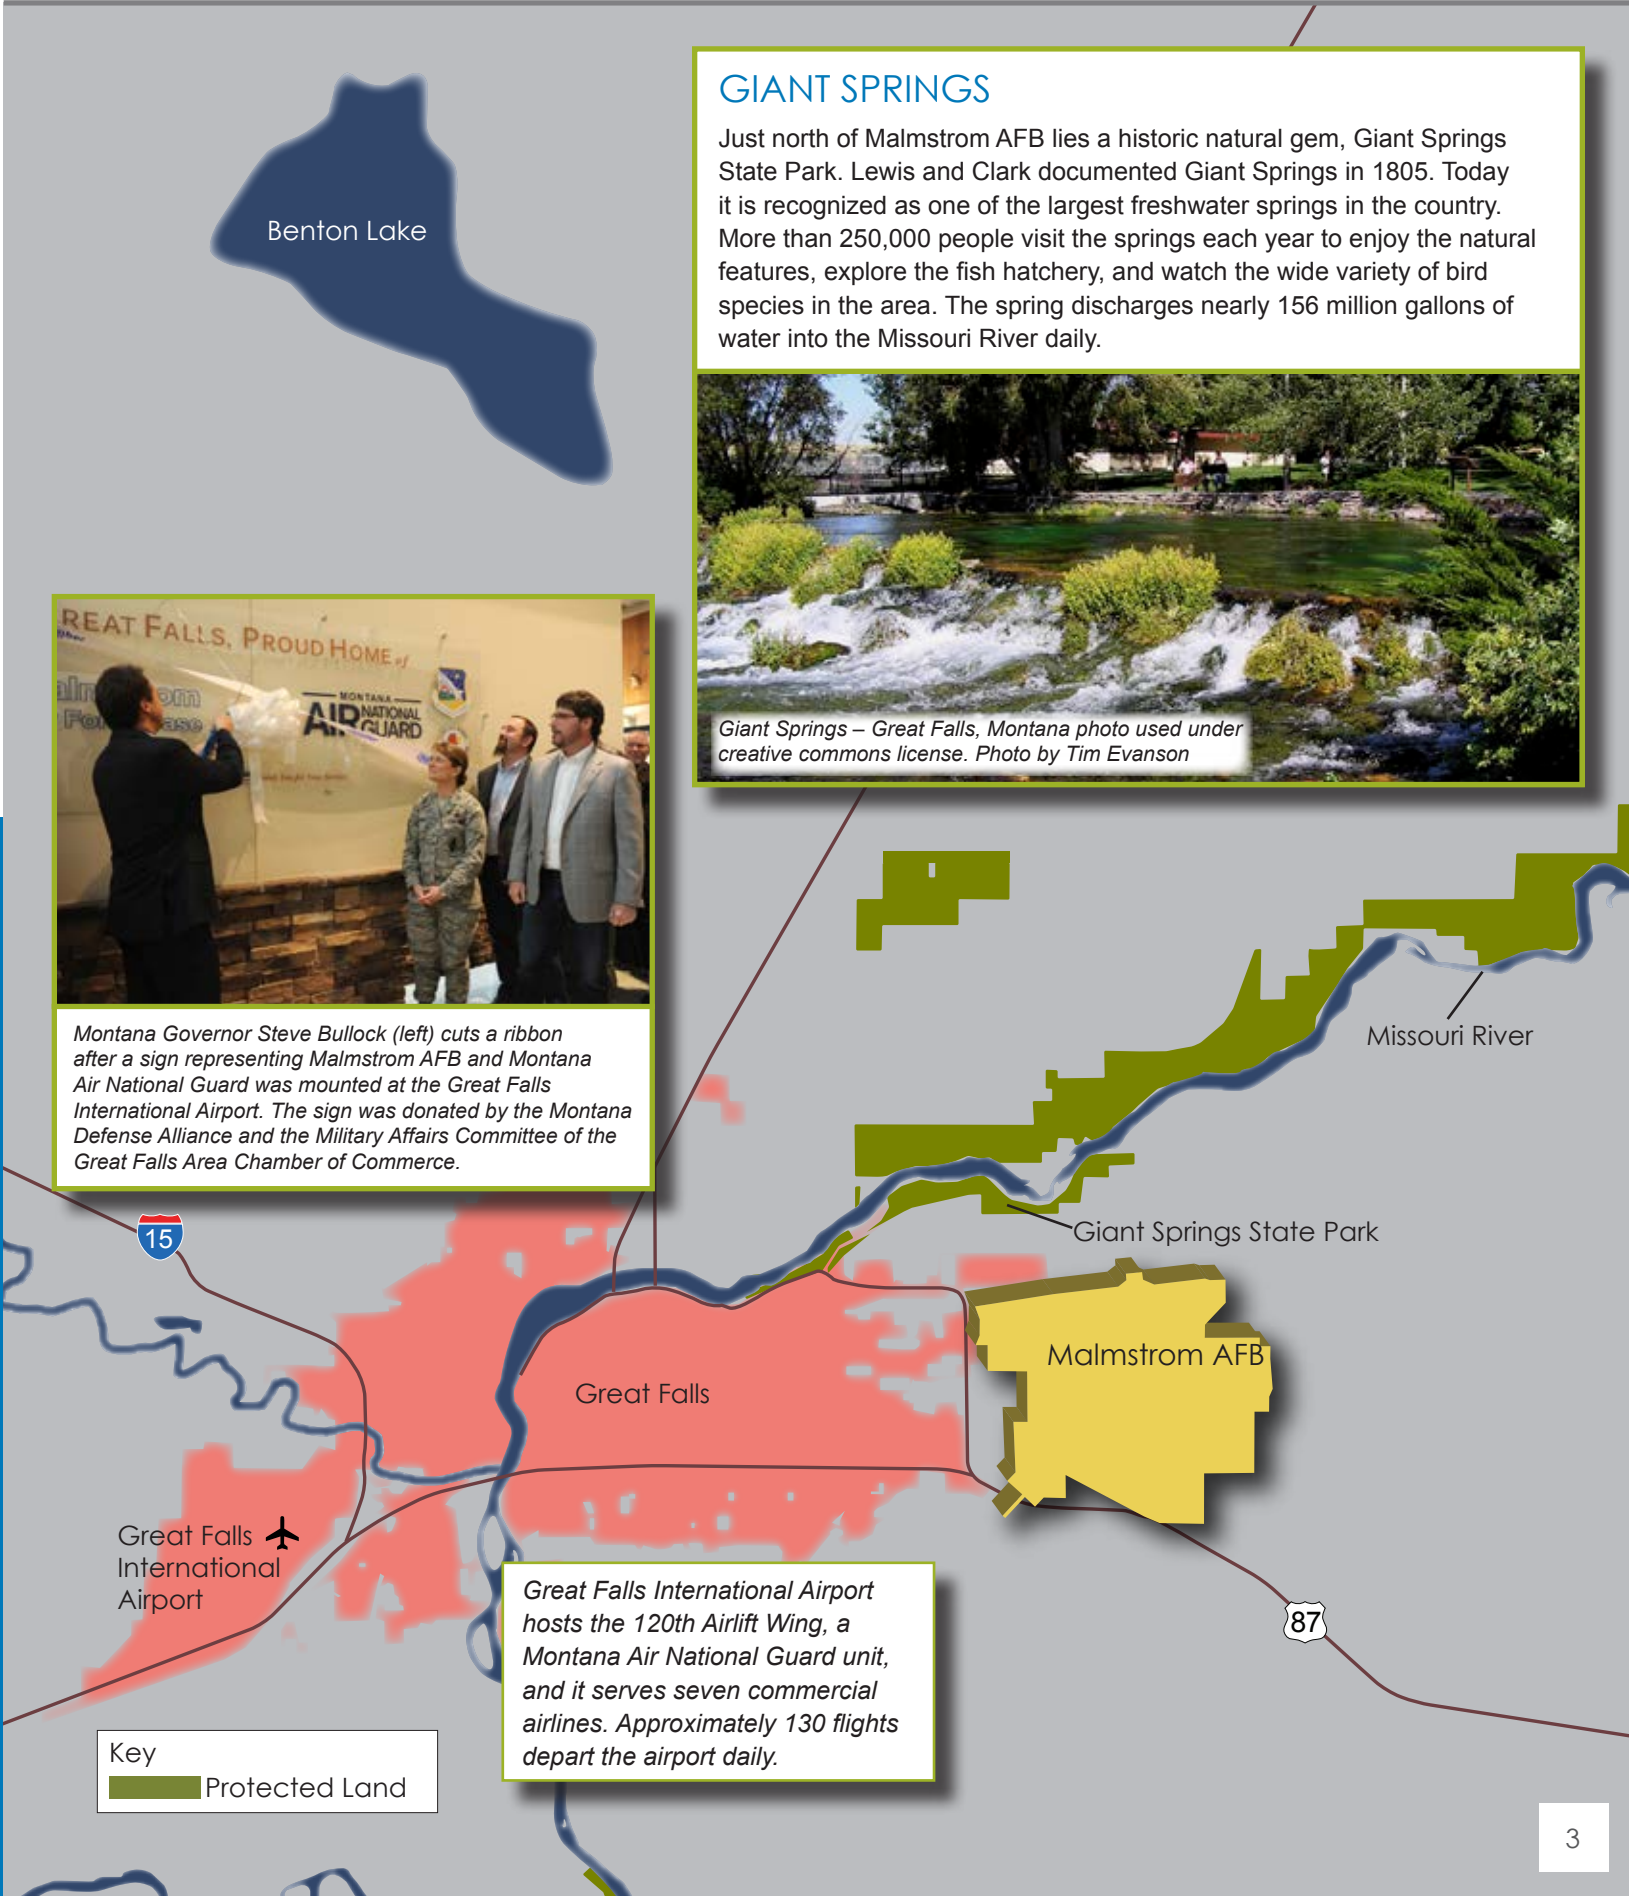 GIANT SPRINGS
Just north of Malmstrom AFB lies a historic natural gem, Giant Springs
State Park. Lewis and Clark documented Giant Springs in 1805. Today
it is recognized as one of the largest freshwater springs in the country.
More than 250,000 people visit the springs each year to enjoy the natural
features, explore the fish hatchery, and watch the wide variety of bird
species in the area. The spring discharges nearly 156 million gallons of
water into the Missouri River daily.
Giant Springs – Great Falls, Montana photo used under
creative commons license. Photo by Tim Evanson
Benton Lake
REAT FALLS, PROUD HOME of
MONTANA
AIR NATIONAL
GUARD
Montana Governor Steve Bullock (left) cuts a ribbon
after a sign representing Malmstrom AFB and Montana
Air National Guard was mounted at the Great Falls
International Airport. The sign was donated by the Montana
Defense Alliance and the Military Affairs Committee of the
Great Falls Area Chamber of Commerce.
Missouri River
Giant Springs State Park
15
Malmstrom AFB
Great Falls
Great Falls
International
Airport
Great Falls International Airport
hosts the 120th Airlift Wing, a
Montana Air National Guard unit,
and it serves seven commercial
airlines. Approximately 130 flights
depart the airport daily.
87
Key
Protected Land
3